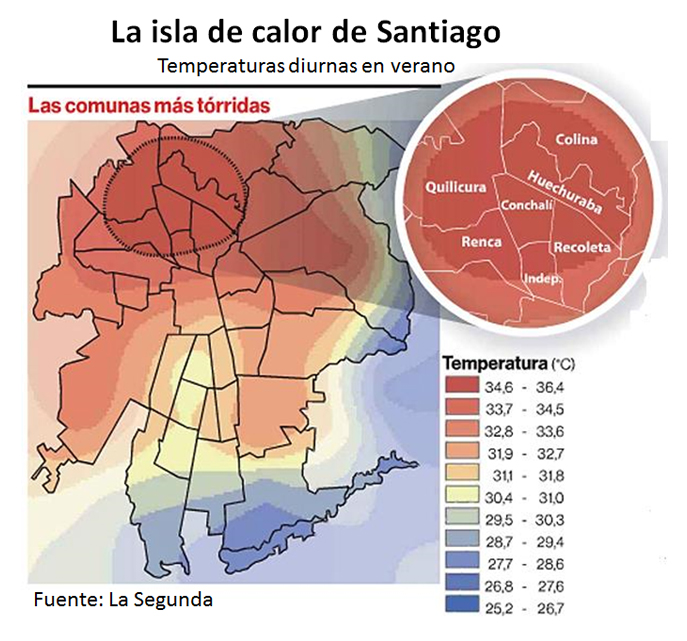 La isla de calor de Santiago
Temperaturas diurnas en verano
Las comunas más tórridas
Colina
Quilicura
Huechuraba
Conchalí
Renca
Recoleta
Indep.
Temperatura (°C)
34,6 - 36,4
33,7 - 34,5
32,8 - 33,6
31,9 - 32,7
31,1 - 31,8
30,4 - 31,0
29,5 - 30,3
28,7 - 29,4
27,7 - 28,6
26,8 - 27,6
25,2 - 26,7
Fuente: La Segunda